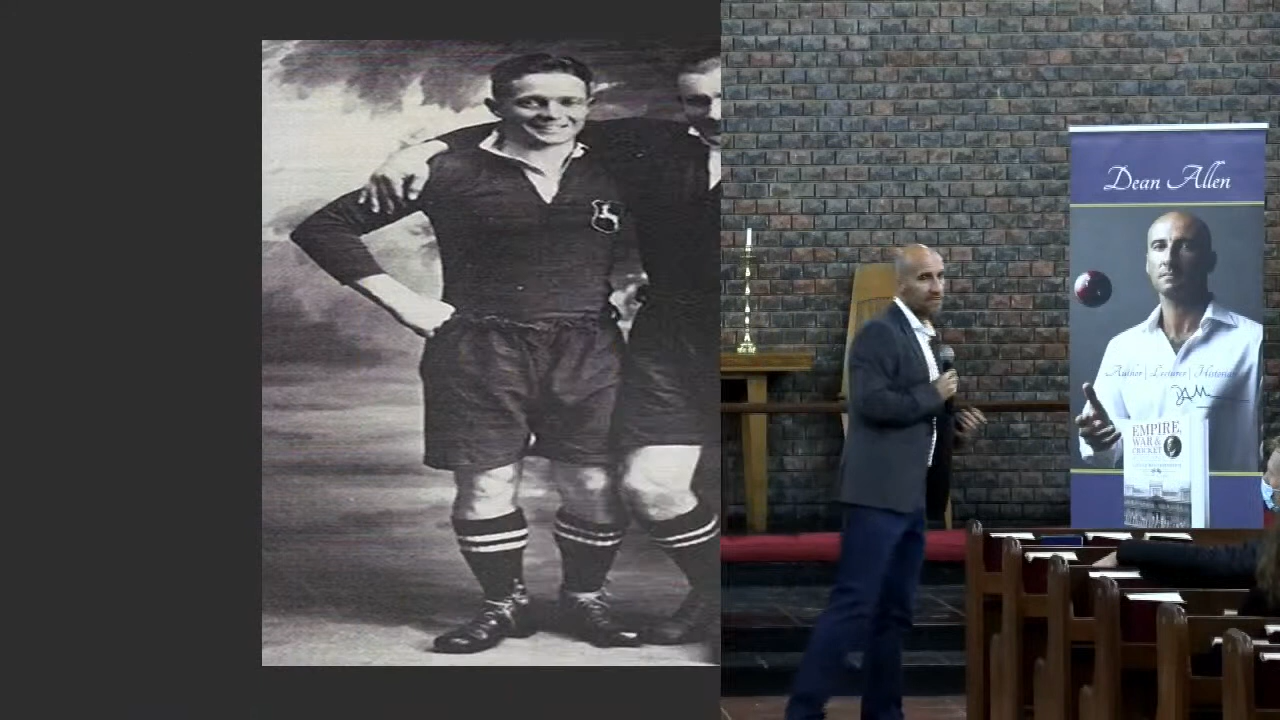 Dean Allen
Author | Lecturer | Historian
EMPIRE,
WAR &
CRICKET